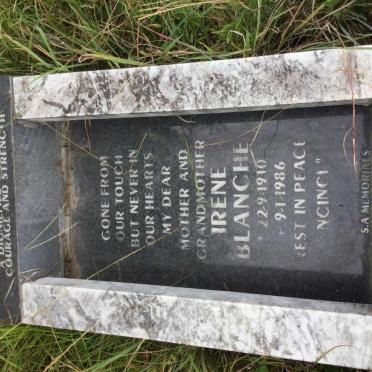 COURAGE AND STRENGTH
GONE FROM
OUR TOUCH
BUT NEVER IN
OUR HEARTS
MY DEAR
MOTHER AND
GRANDMOTHER
IRENE
BLANCHE
* 22.9.1910
+ 9.1.1986
REST IN PEACE
NCINCI"
S.A MEMORIALS